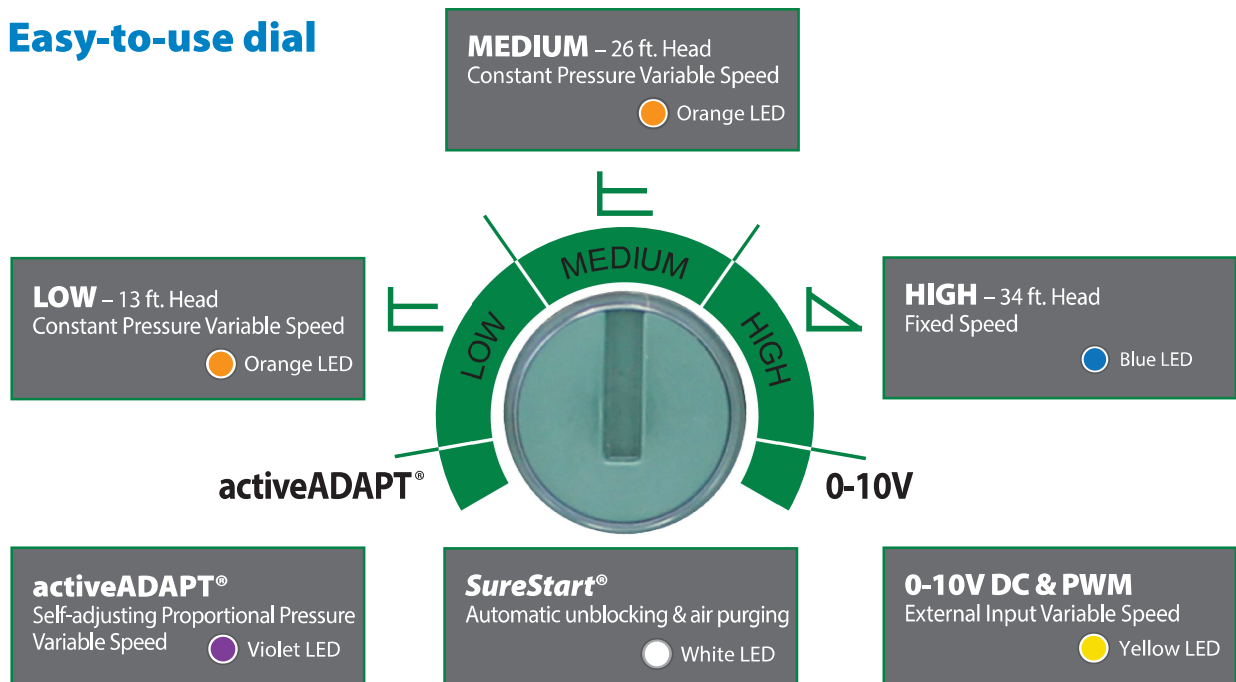 Easy-to-use dial
MEDIUM – 26 ft. Head
Constant Pressure Variable Speed
Orange LED
LOW – 13 ft. Head
Constant Pressure Variable Speed
Orange LED
LOW
MEDIUM
HIGH
HIGH – 34 ft. Head
Fixed Speed
Blue LED
activeADAPT®
0-10V
activeADAPT®
Self-adjusting Proportional Pressure
Variable Speed
Violet LED
SureStart®
Automatic unblocking & air purging
White LED
0-10V DC & PWM
External Input Variable Speed
Yellow LED